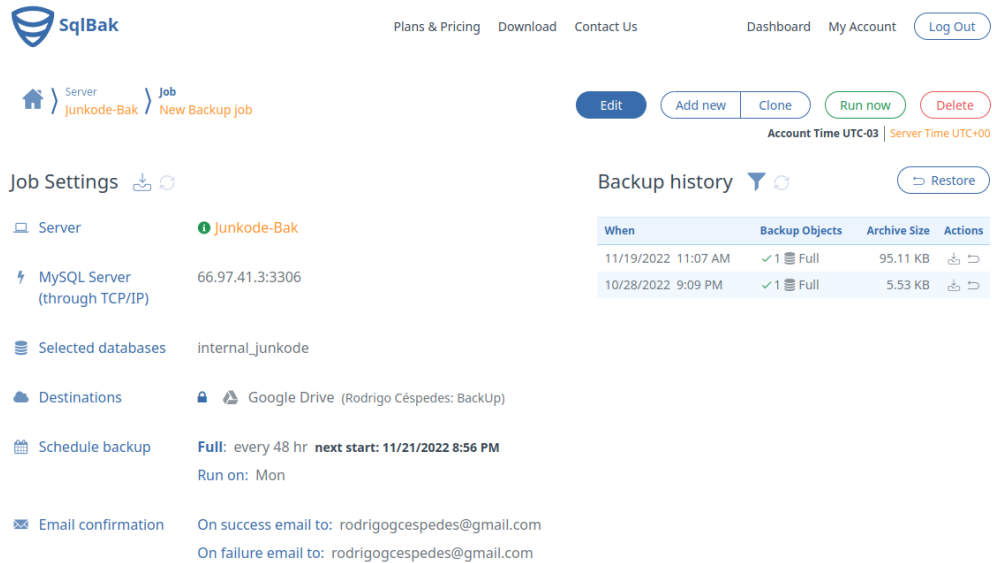 SqlBak
Plans & Pricing Download Contact Us Dashboard My Account Log Out
Server
Junkode-Bak
Job
New Backup job
Edit Add new Clone Run now Delete
Account Time UTC-03 Server Time UTC+00
Job Settings
Server Junkode-Bak
MySQL Server
(through TCP/IP)
66.97.41.3:3306
Selected databases internal_junkode
Destinations Google Drive (Rodrigo Céspedes: BackUp)
Schedule backup Full: every 48 hr next start: 11/21/2022 8:56 PM
Run on: Mon
Email confirmation On success email to: rodrigogcespedes@gmail.com
On failure email to: rodrigogcespedes@gmail.com
Backup history Restore
When Backup Objects Archive Size Actions
11/19/2022 11:07 AM 1 Full 95.11 KB
10/28/2022 9:09 PM 1 Full 5.53 KB